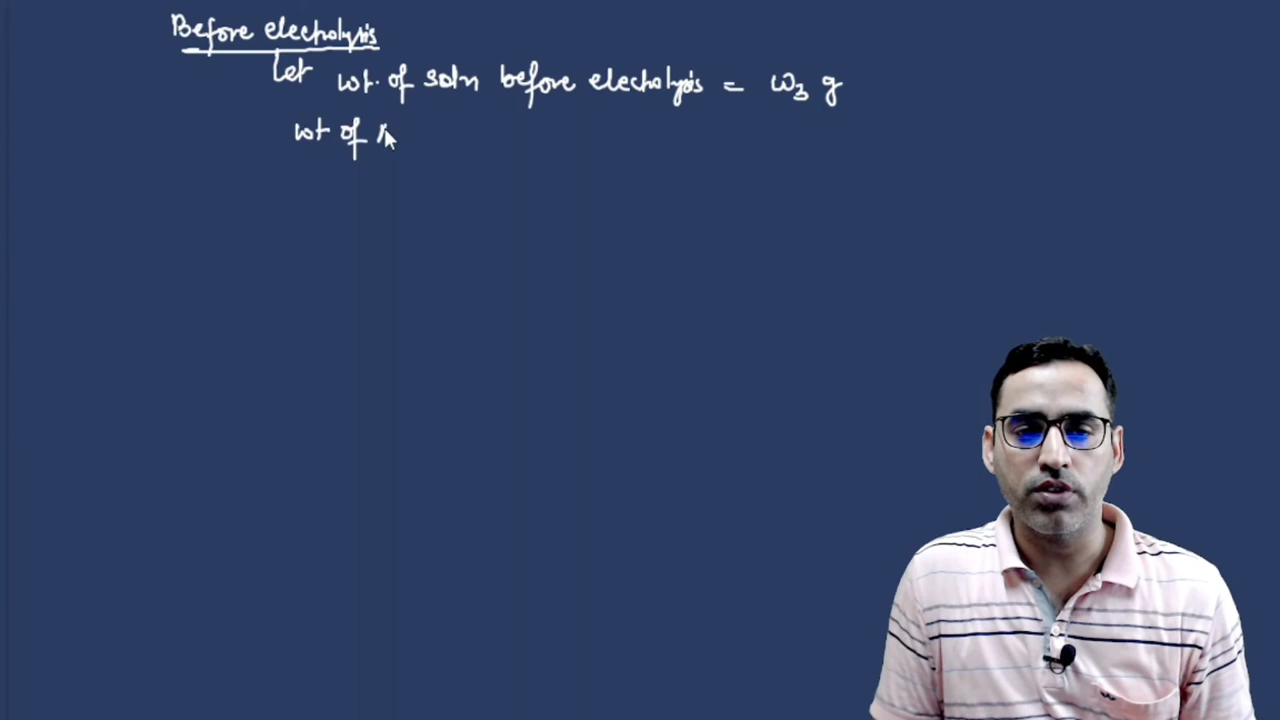 Before electrolysis
Let wt. of soln before electrolysis = w₃ g
wt of